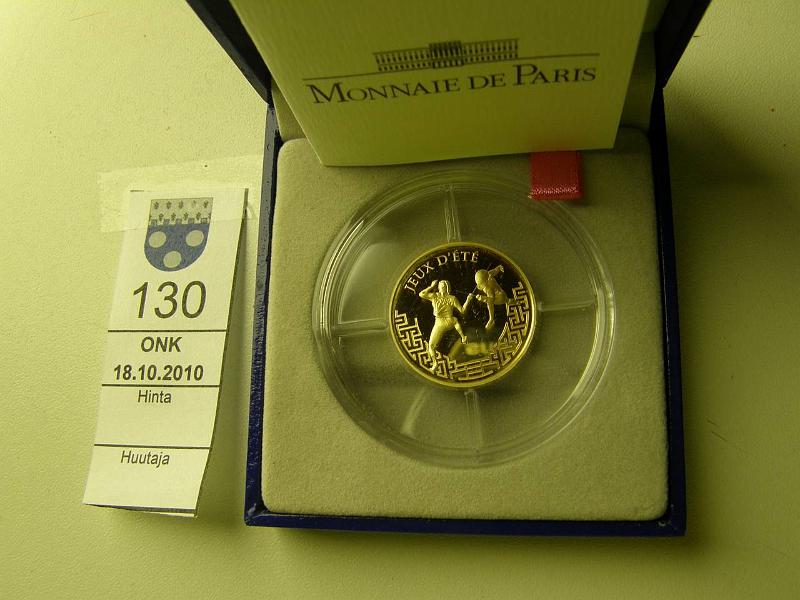 MONNAIE DE PARIS
JEUX D'ÉTÉ
130
ONK
18.10.2010
Hinta
Huutaja